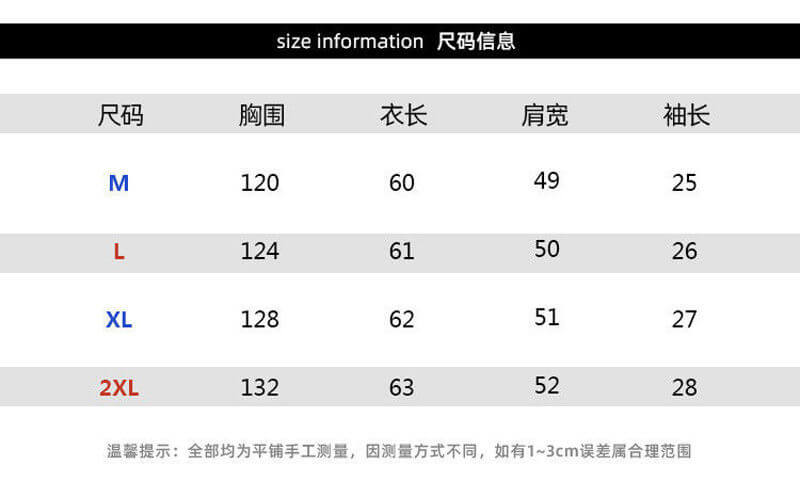 size information 尺码信息
尺码 胸围 衣长 肩宽 袖长
M 120 60 49 25
L 124 61 50 26
XL 128 62 51 27
2XL 132 63 52 28
温馨提示：全部均为平铺手工测量，因测量方式不同，如有1~3cm误差属合理范围